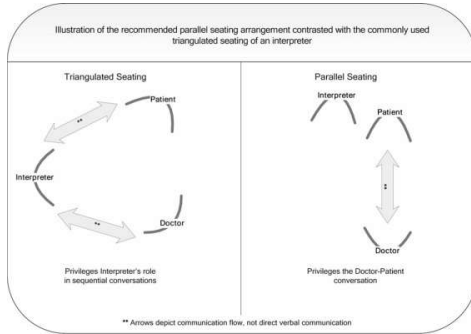 Illustration of the recommended parallel seating arrangement contrasted with the commonly used
triangulated seating of an interpreter
Triangulated Seating
Patient
**
Interpreter
**
Doctor
Privileges Interpreter's role
in sequential conversations
Parallel Seating
Interpreter
Patient
**
Doctor
Privileges the Doctor-Patient
conversation
** Arrows depict communication flow, not direct verbal communication